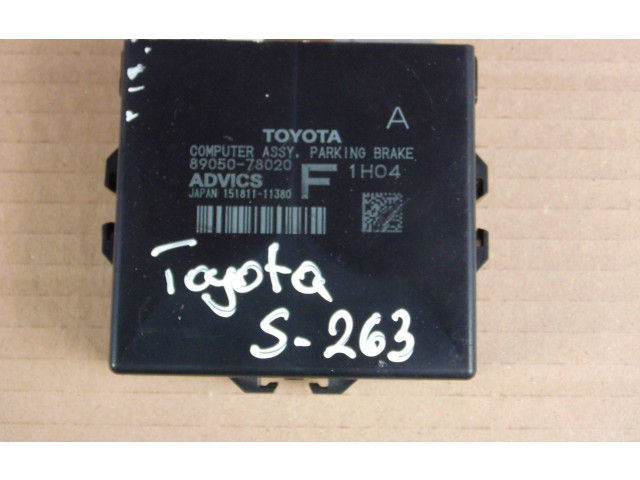 TOYOTA A
COMPUTER ASSY, PARKING BRAKE
89050-78020
ADVICS F 1H04
JAPAN 151811-11380
Toyota
S-263